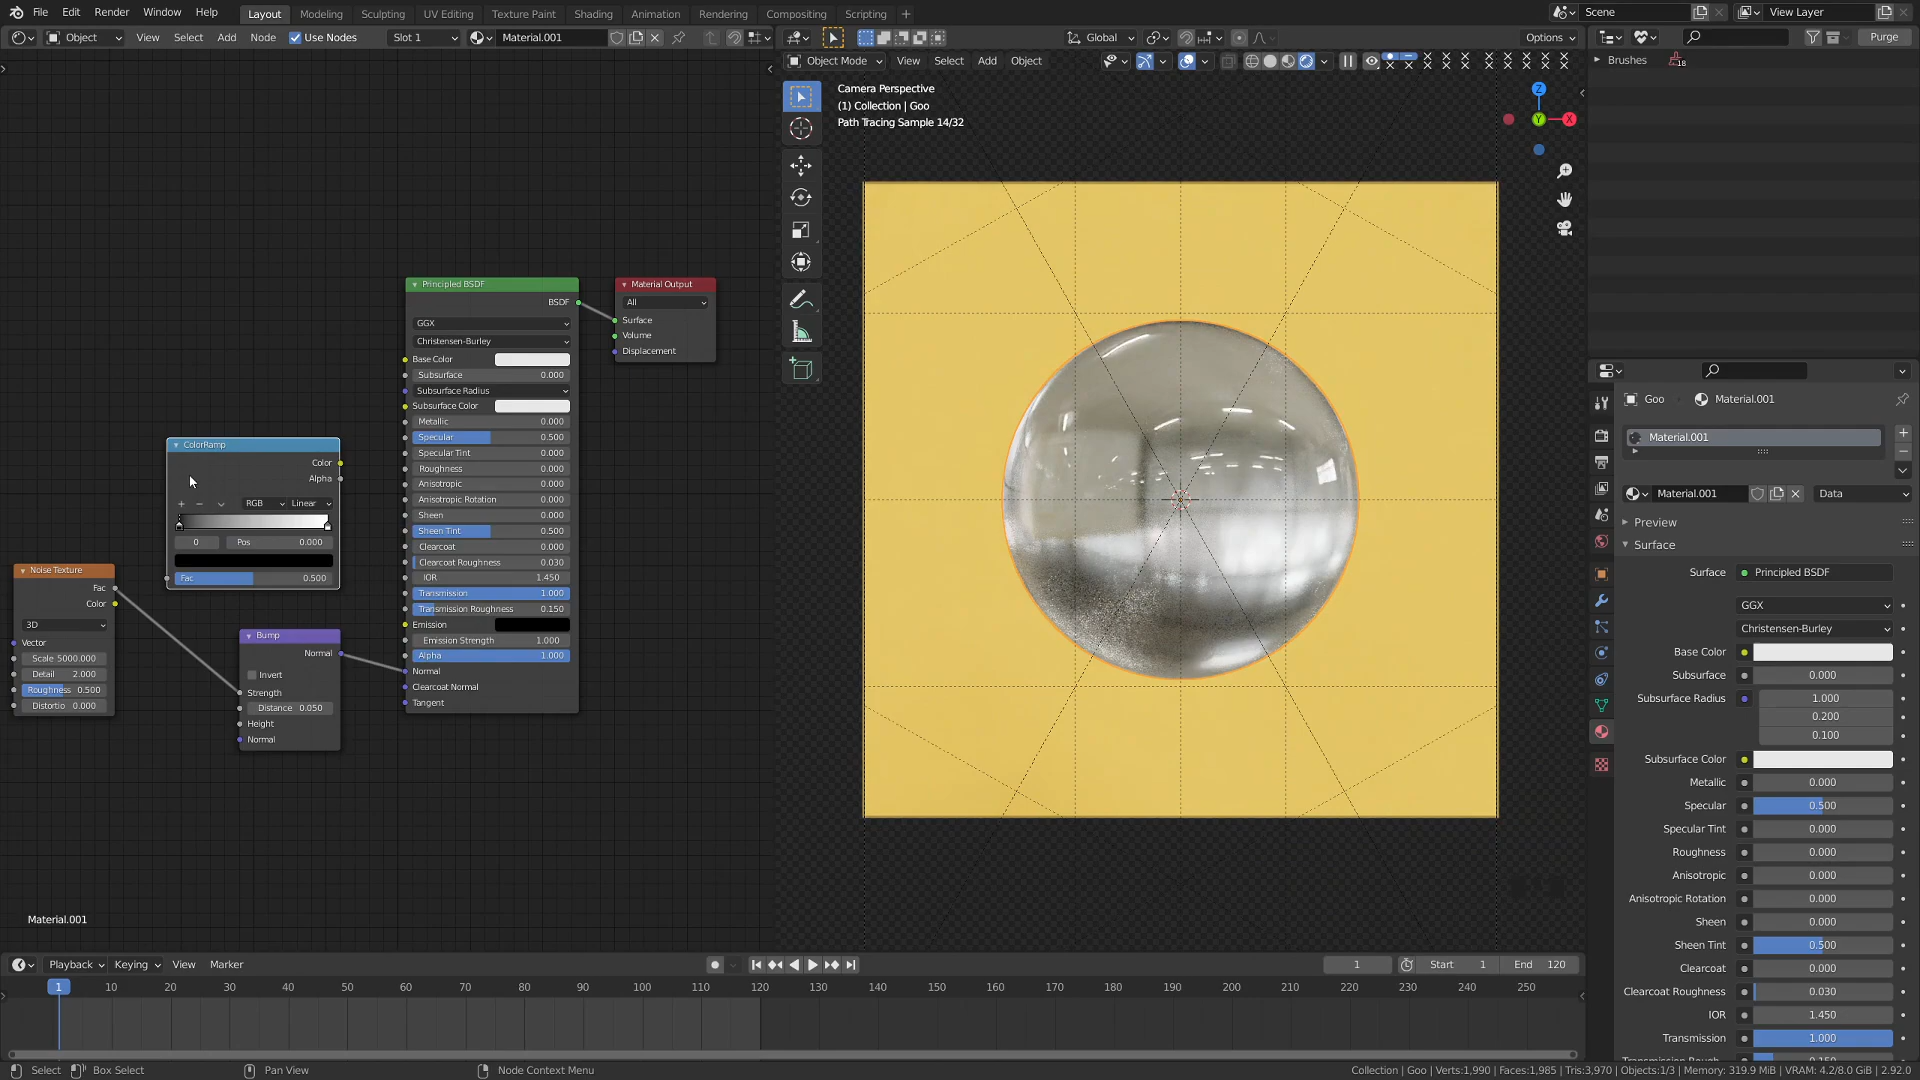 File Edit Render Window Help Layout Modeling Sculpting UV Editing Texture Paint Shading Animation Rendering Compositing Scripting + Scene View Layer
Object View Select Add Node Use Nodes Slot 1 Material.001 Global Options Purge
Object Mode View Select Add Object
Brushes 18
Camera Perspective
(1) Collection | Goo
Path Tracing Sample 14/32
Z
Y
X
Principled BSDF
BSDF
GGX
Christensen-Burley
Base Color
Subsurface 0.000
Subsurface Radius
Subsurface Color
Metallic 0.000
Specular 0.500
Specular Tint 0.000
Roughness 0.000
Anisotropic 0.000
Anisotropic Rotation 0.000
Sheen 0.000
Sheen Tint 0.500
Clearcoat 0.000
Clearcoat Roughness 0.030
IOR 1.450
Transmission 1.000
Transmission Roughness 0.150
Emission
Emission Strength 1.000
Alpha 1.000
Normal
Clearcoat Normal
Tangent
Material Output
All
Surface
Volume
Displacement
ColorRamp
Color
Alpha
+ − RGB Linear
0 Pos 0.000
Fac 0.500
Noise Texture
Fac
Color
3D
Vector
Scale 5000.000
Detail 2.000
Roughness 0.500
Distortio 0.000
Bump
Normal
Invert
Strength
Distance 0.050
Height
Normal
Material.001
Goo Material.001
Material.001
Material.001 Data
Preview
Surface
Surface Principled BSDF
GGX
Christensen-Burley
Base Color
Subsurface 0.000
Subsurface Radius 1.000
0.200
0.100
Subsurface Color
Metallic 0.000
Specular 0.500
Specular Tint 0.000
Roughness 0.000
Anisotropic 0.000
Anisotropic Rotation 0.000
Sheen 0.000
Sheen Tint 0.500
Clearcoat 0.000
Clearcoat Roughness 0.030
IOR 1.450
Transmission 1.000
Playback Keying View Marker 1 Start 1 End 120
1 10 20 30 40 50 60 70 80 90 100 110 120 130 140 150 160 170 180 190 200 210 220 230 240 250
Select Box Select Pan View Node Context Menu Collection | Goo | Verts:1,990 | Faces:1,985 | Tris:3,970 | Objects:1/3 | Memory: 319.9 MiB | VRAM: 4.2/8.0 GiB | 2.92.0